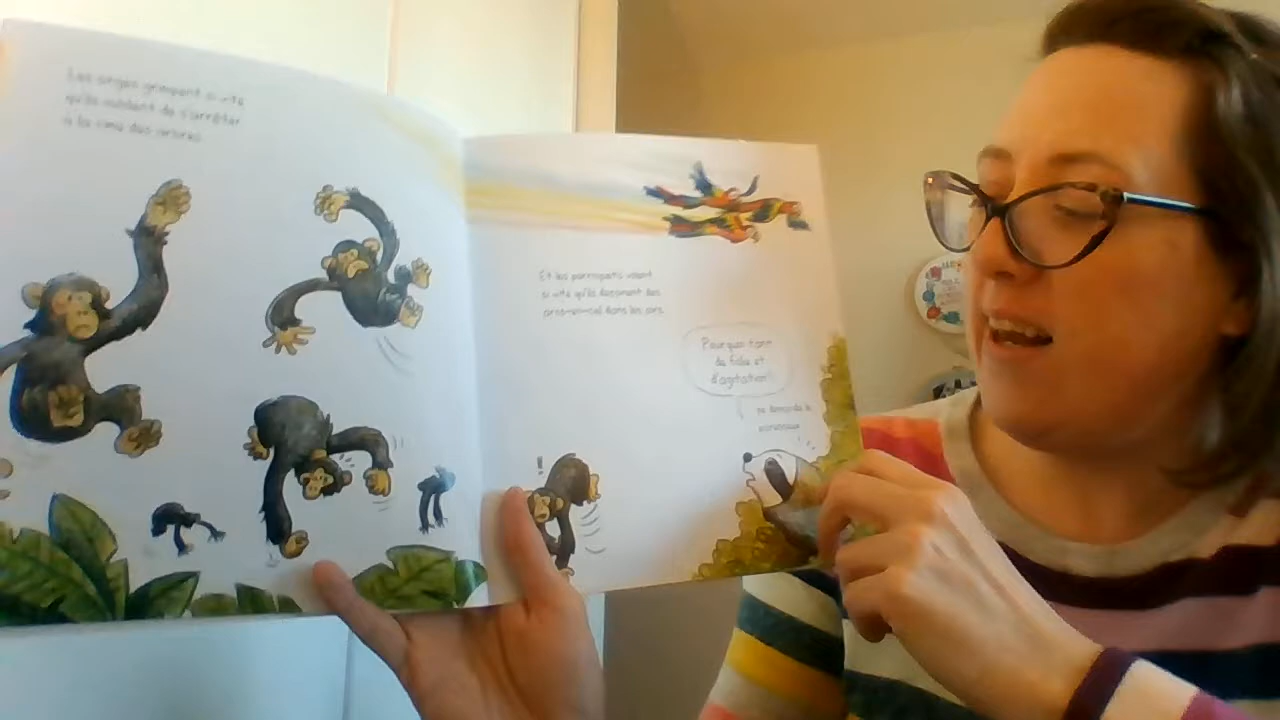 Les singes grimpent si vite
qu'ils oublient de s'arrêter
à la cime des arbres.
Et les perroquets volent
si vite qu'ils dessinent des
arcs-en-ciel dans les airs.
Pourquoi tant
de folie et
d'agitation?
se demande le